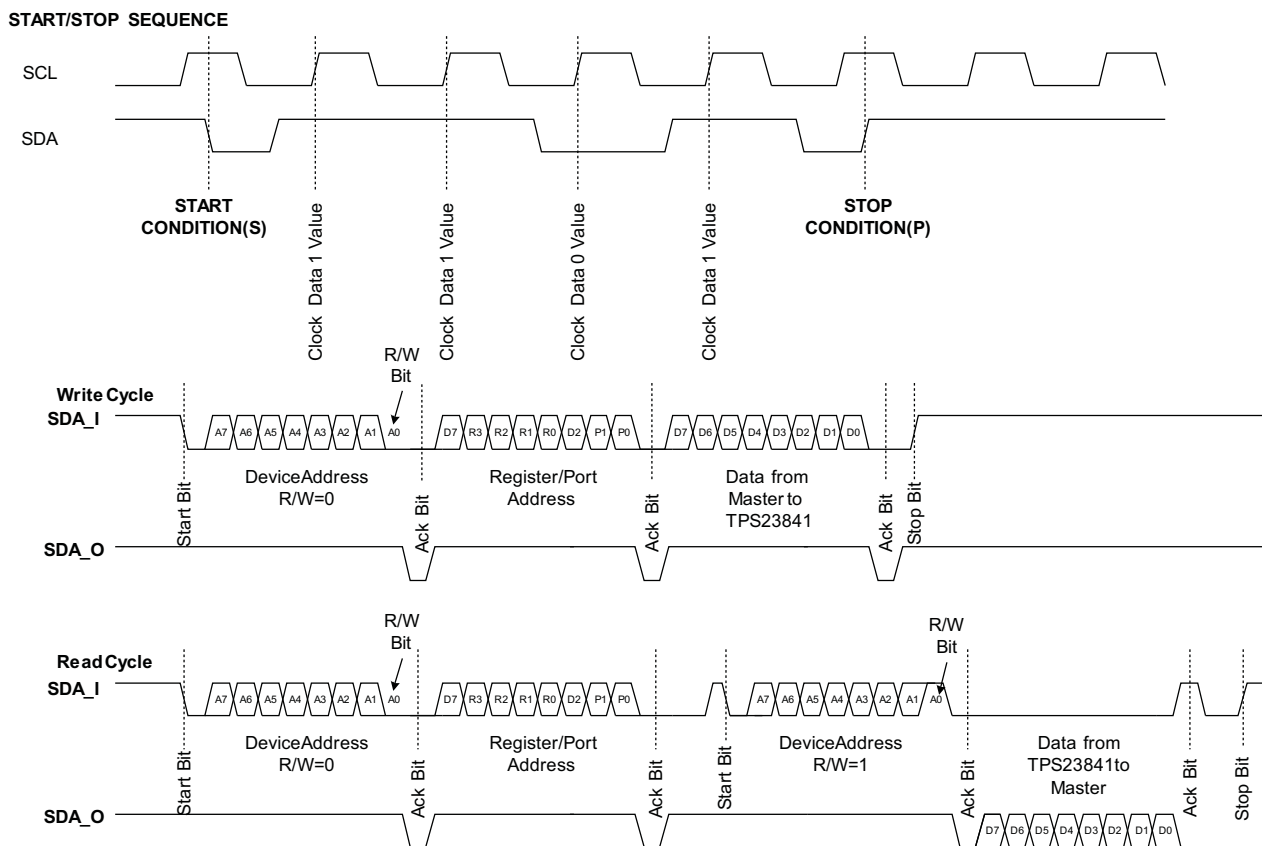 START/STOP SEQUENCE
SCL
SDA
START
CONDITION(S)
Clock Data 1 Value
Clock Data 1 Value
Clock Data 0 Value
Clock Data 1 Value
STOP
CONDITION(P)
R/W
Bit
Write Cycle
SDA_I
A7 A6 A5 A4 A3 A2 A1 A0
D7 R3 R2 R1 R0 D2 P1 P0
D7 D6 D5 D4 D3 D2 D1 D0
Start Bit
DeviceAddress
R/W=0
Ack Bit
Register/Port
Address
Ack Bit
Data from
Master to
TPS23841
Ack Bit
Stop Bit
SDA_O
R/W
Bit
R/W
Bit
Read Cycle
SDA_I
A7 A6 A5 A4 A3 A2 A1 A0
D7 R3 R2 R1 R0 D2 P1 P0
A7 A6 A5 A4 A3 A2 A1 A0
Start Bit
DeviceAddress
R/W=0
Ack Bit
Register/Port
Address
Ack Bit
Start Bit
DeviceAddress
R/W=1
Ack Bit
Data from
TPS23841to
Master
Ack Bit
Stop Bit
SDA_O
D7 D6 D5 D4 D3 D2 D1 D0